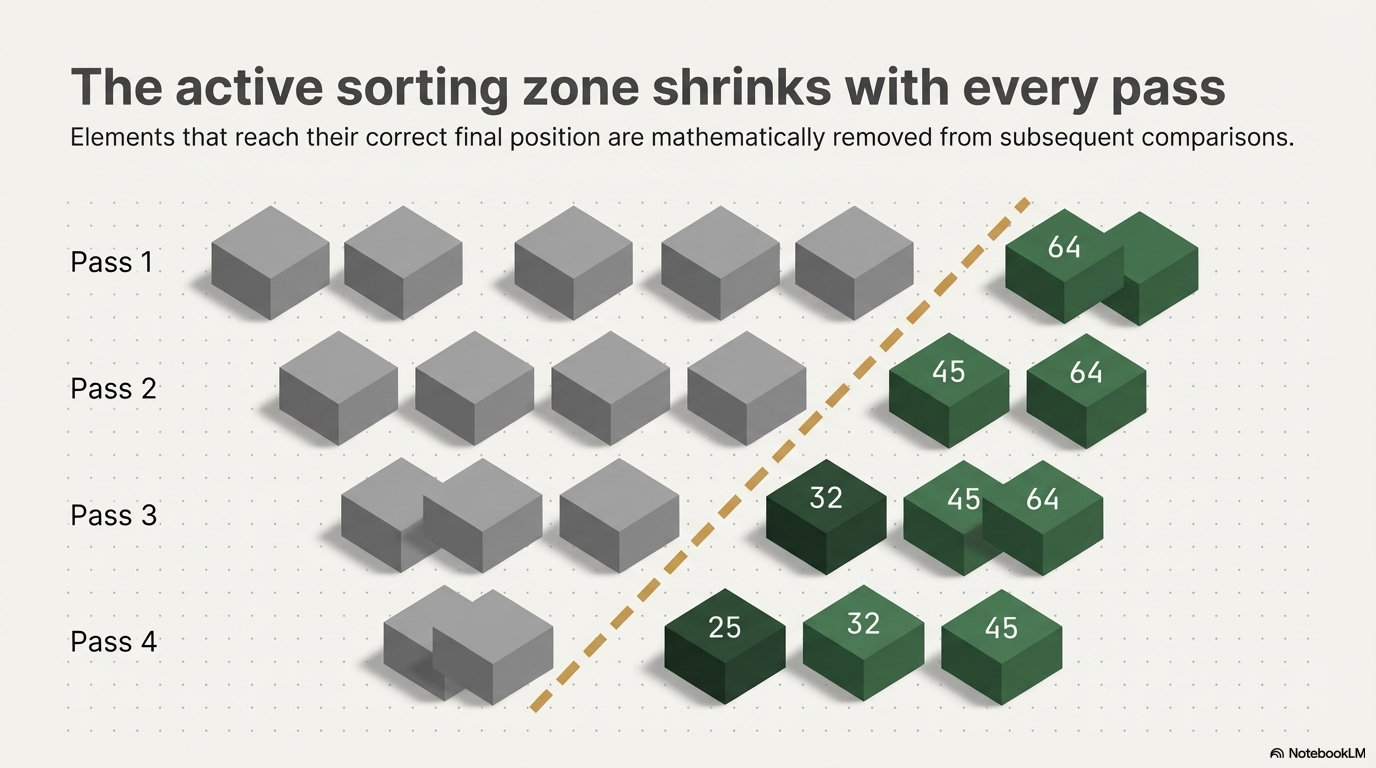 The active sorting zone shrinks with every pass
Elements that reach their correct final position are mathematically removed from subsequent comparisons.
Pass 1
64
Pass 2
45 64
Pass 3
32 45 64
Pass 4
25 32 45
NotebookLM